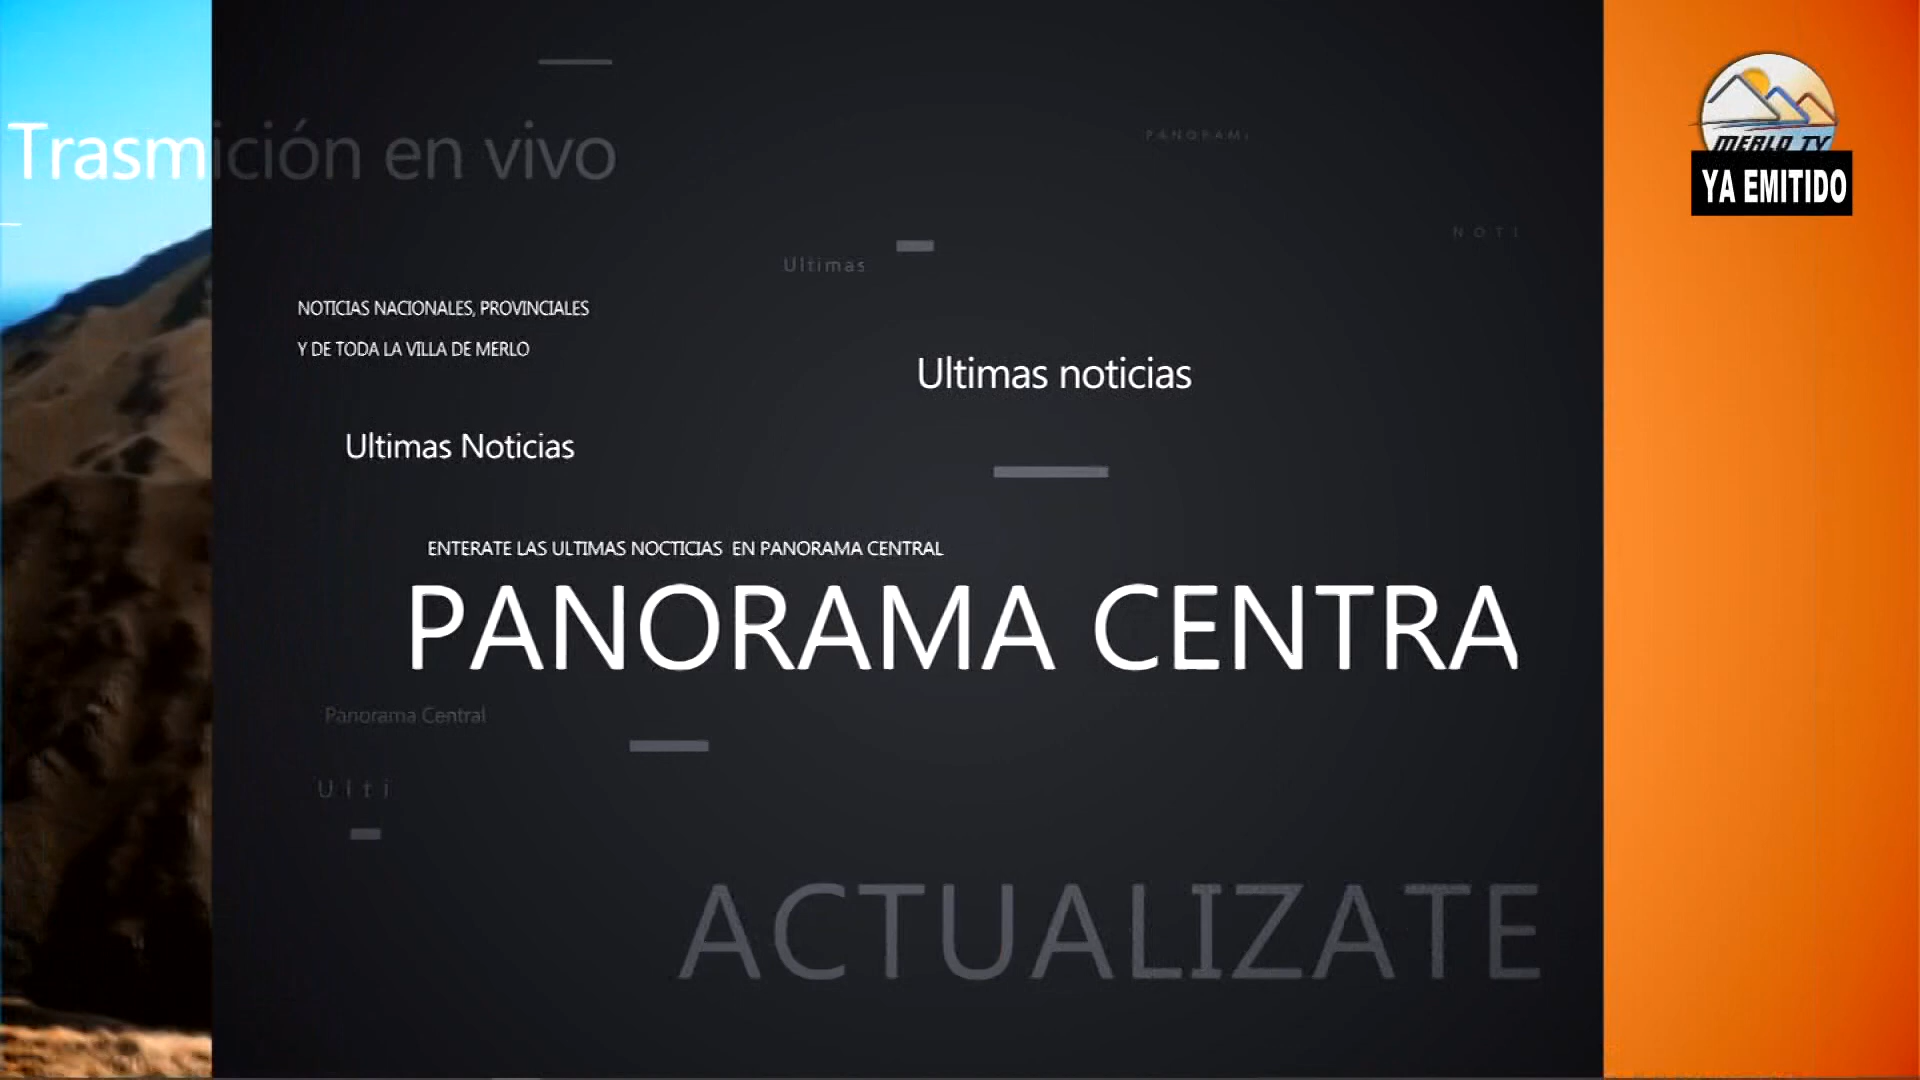 Trasmición en vivo
PANORAM
MERLO TV
YA EMITIDO
NOTI
Ultimas
NOTICIAS NACIONALES, PROVINCIALES
Y DE TODA LA VILLA DE MERLO
Ultimas noticias
Ultimas Noticias
ENTERATE LAS ULTIMAS NOCTICIAS EN PANORAMA CENTRAL
PANORAMA CENTRA
Panorama Central
Ulti
ACTUALIZATE